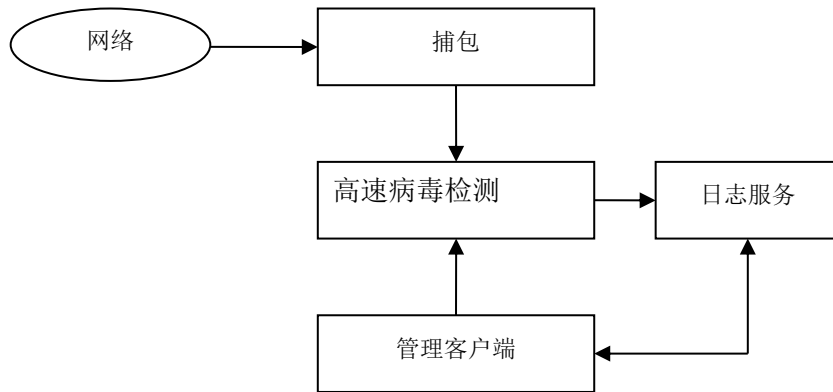 网络
捕包
高速病毒检测
日志服务
管理客户端